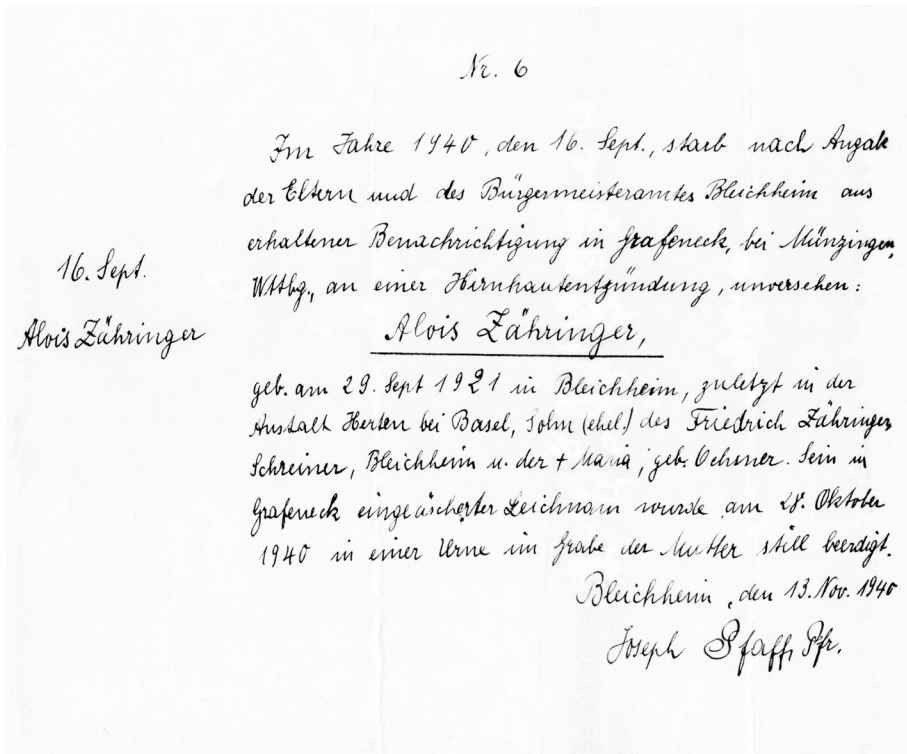 Nr. 6
Im Jahre 1940, den 16. Sept., starb nach Angabe
der Eltern und des Bürgermeisteramtes Bleichheim aus
erhaltener Benachrichtigung in Grafeneck, bei Münzingen,
Wttbg., an einer Hirnhautentzündung, unversehen:
16. Sept.
Alois Zähringer
Alois Zähringer,
geb. am 29. Sept 1921 in Bleichheim, zuletzt in der
Anstalt Herten bei Basel, Sohn (ehel.) des Friedrich Zähringer,
Schreiner, Bleichheim u. der + Maria, geb. Ochsner. Sein in
Grafeneck eingeäscherter Leichnam wurde am 28. Oktober
1940 in einer Urne im Grabe der Mutter still beerdigt.
Bleichheim, den 13. Nov. 1940
Joseph Pfaff, Pfr.